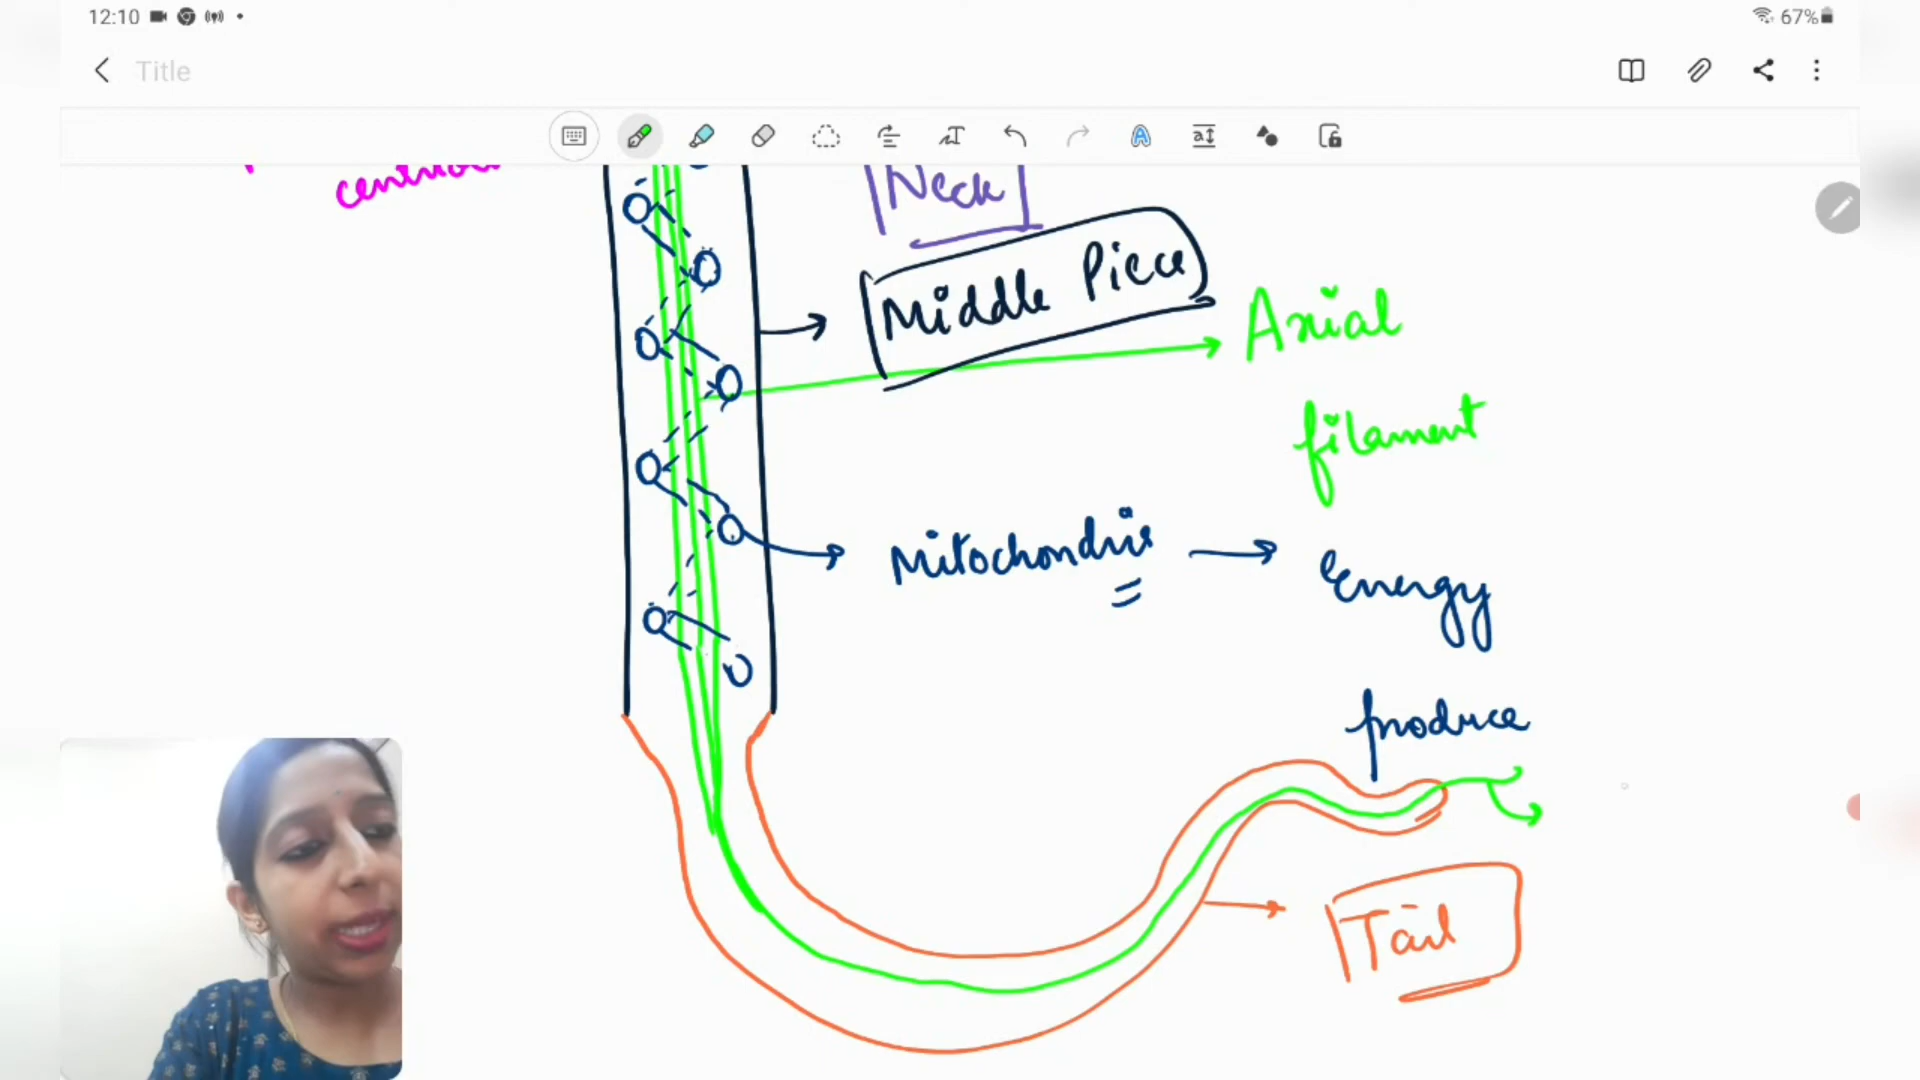 12:10
67%
Title
Neck
Middle Piece
Axial
filament
Mitochondria
Energy
produce
Tail